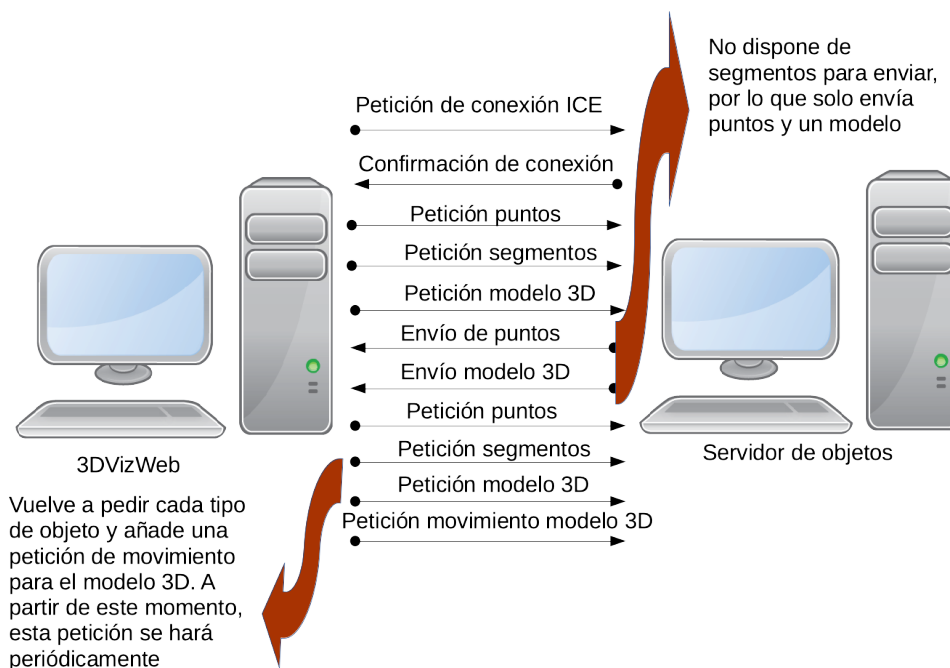 No dispone de
segmentos para enviar,
por lo que solo envía
puntos y un modelo
Petición de conexión ICE
Confirmación de conexión
Petición puntos
Petición segmentos
Petición modelo 3D
Envío de puntos
Envío modelo 3D
Petición puntos
Petición segmentos
Petición modelo 3D
Petición movimiento modelo 3D
3DVizWeb
Servidor de objetos
Vuelve a pedir cada tipo
de objeto y añade una
petición de movimiento
para el modelo 3D. A
partir de este momento,
esta petición se hará
periódicamente